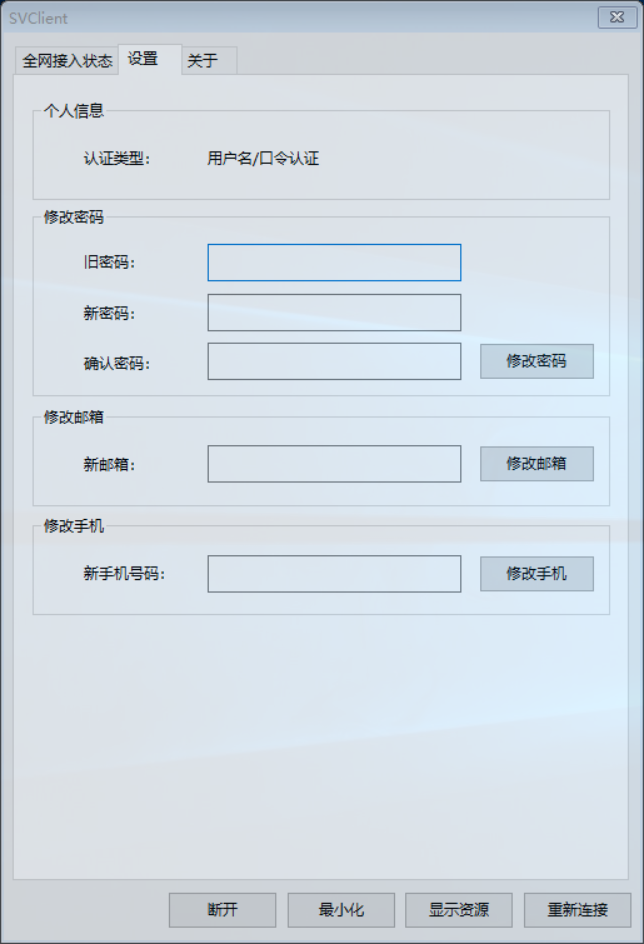 SVClient
全网接入状态 设置 关于
个人信息
认证类型: 用户名/口令认证
修改密码
旧密码:
新密码:
确认密码: 修改密码
修改邮箱
新邮箱: 修改邮箱
修改手机
新手机号码: 修改手机
断开 最小化 显示资源 重新连接